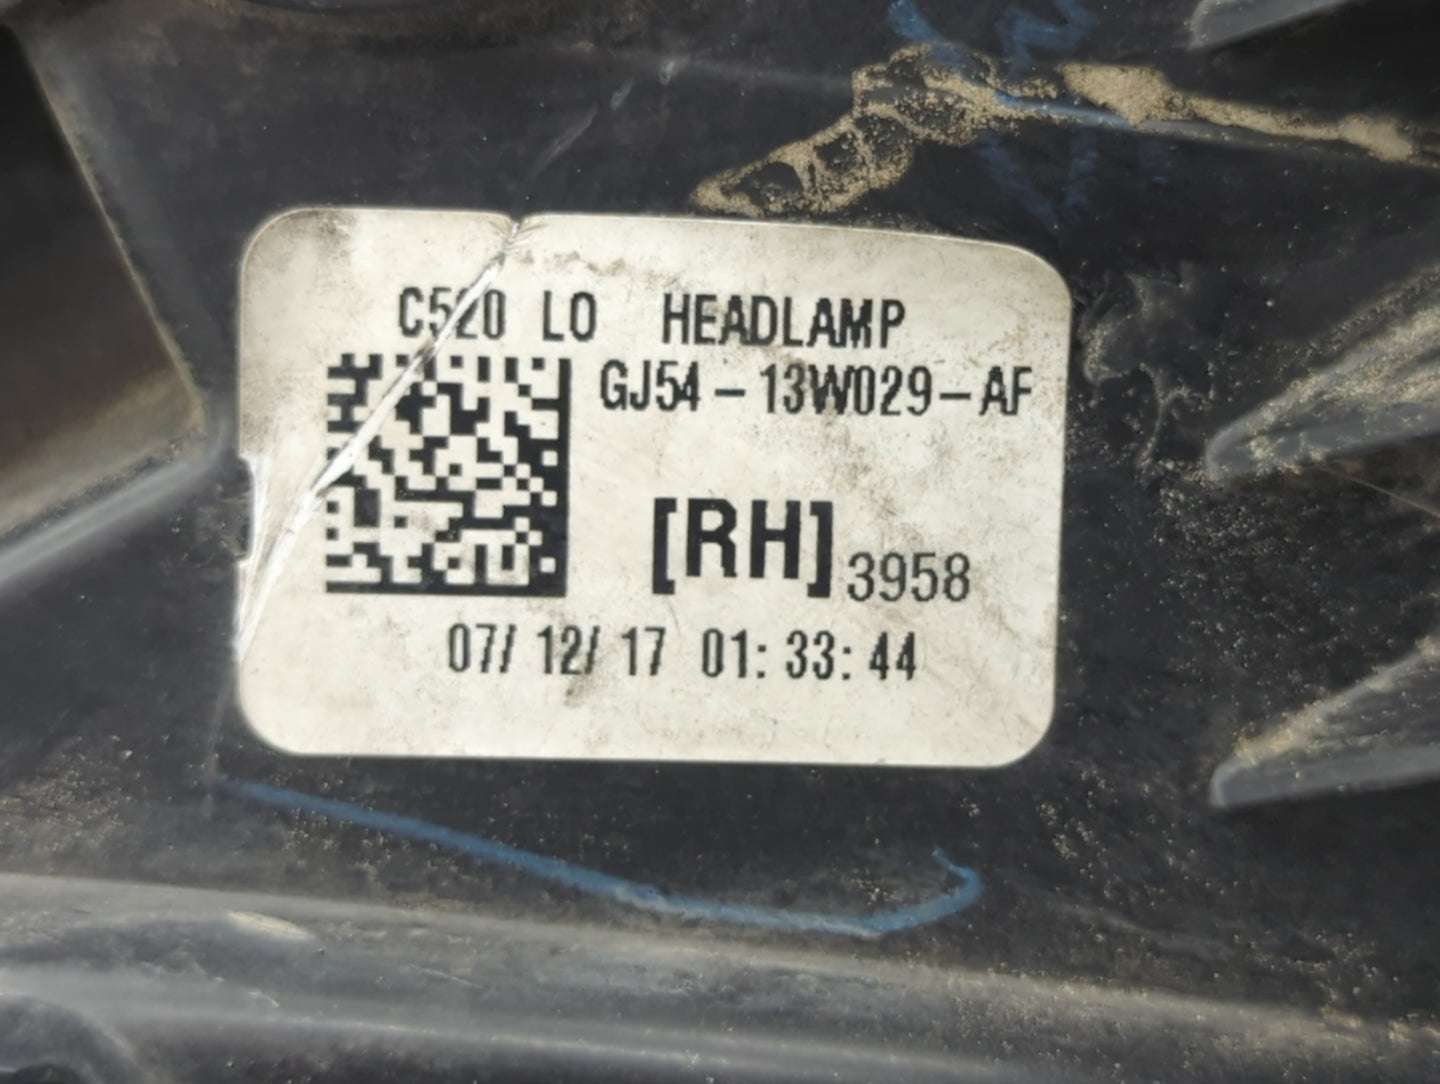 C520 LO HEADLAMP
GJ54-13W029-AF
[RH] 3958
07/12/17 01:33:44